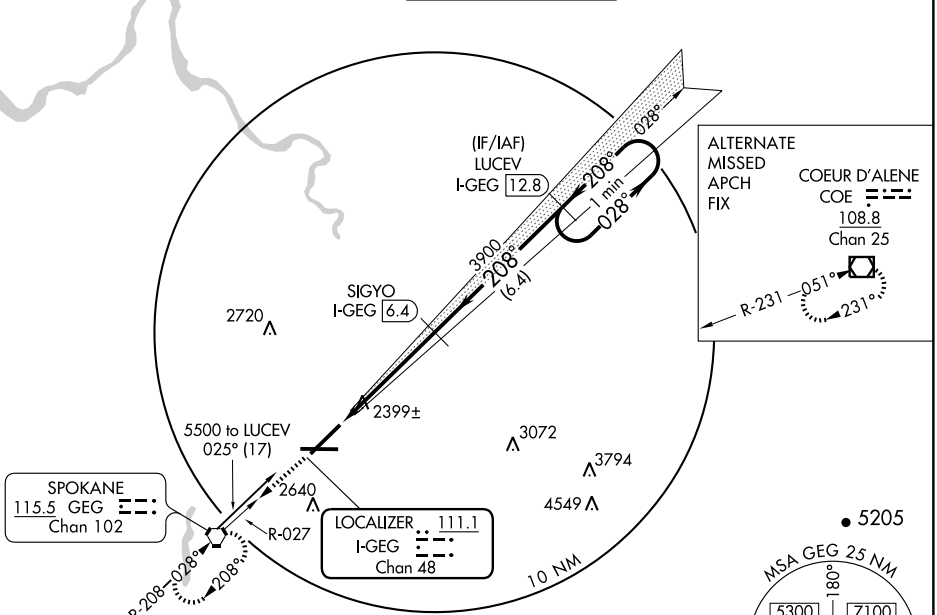 (IF/IAF)
LUCEV
I-GEG 12.8
028°
208°
1 min
028°
3900
208°
(6.4)
SIGYO
I-GEG 6.4
ALTERNATE
MISSED
APCH
FIX
COEUR D'ALENE
COE
108.8
Chan 25
R-231
051°
231°
2720
2399±
5500 to LUCEV
025° (17)
3072
3794
4549
SPOKANE
115.5 GEG
Chan 102
2640
R-027
LOCALIZER 111.1
I-GEG
Chan 48
R-208
028°
208°
10 NM
5205
MSA GEG 25 NM
180°
5300
7100